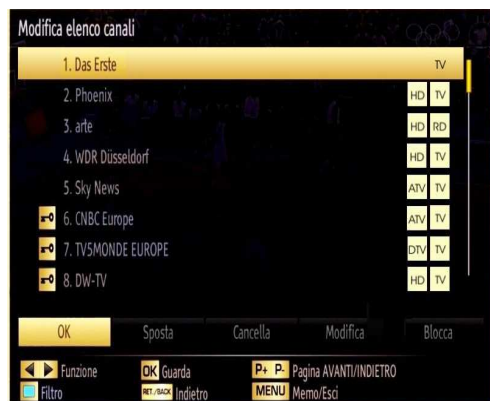 Modifica elenco canali
1. Das Erste TV
2. Phoenix HD TV
3. arte HD RD
4. WDR Düsseldorf HD TV
5. Sky News ATV TV
6. CNBC Europe ATV TV
7. TV5MONDE EUROPE DTV TV
8. DW-TV HD TV
OK Sposta Cancella Modifica Blocca
Funzione OK Guarda P+ P- Pagina AVANTI/INDIETRO
Filtro RET./BACK Indietro MENU Memo/Esci